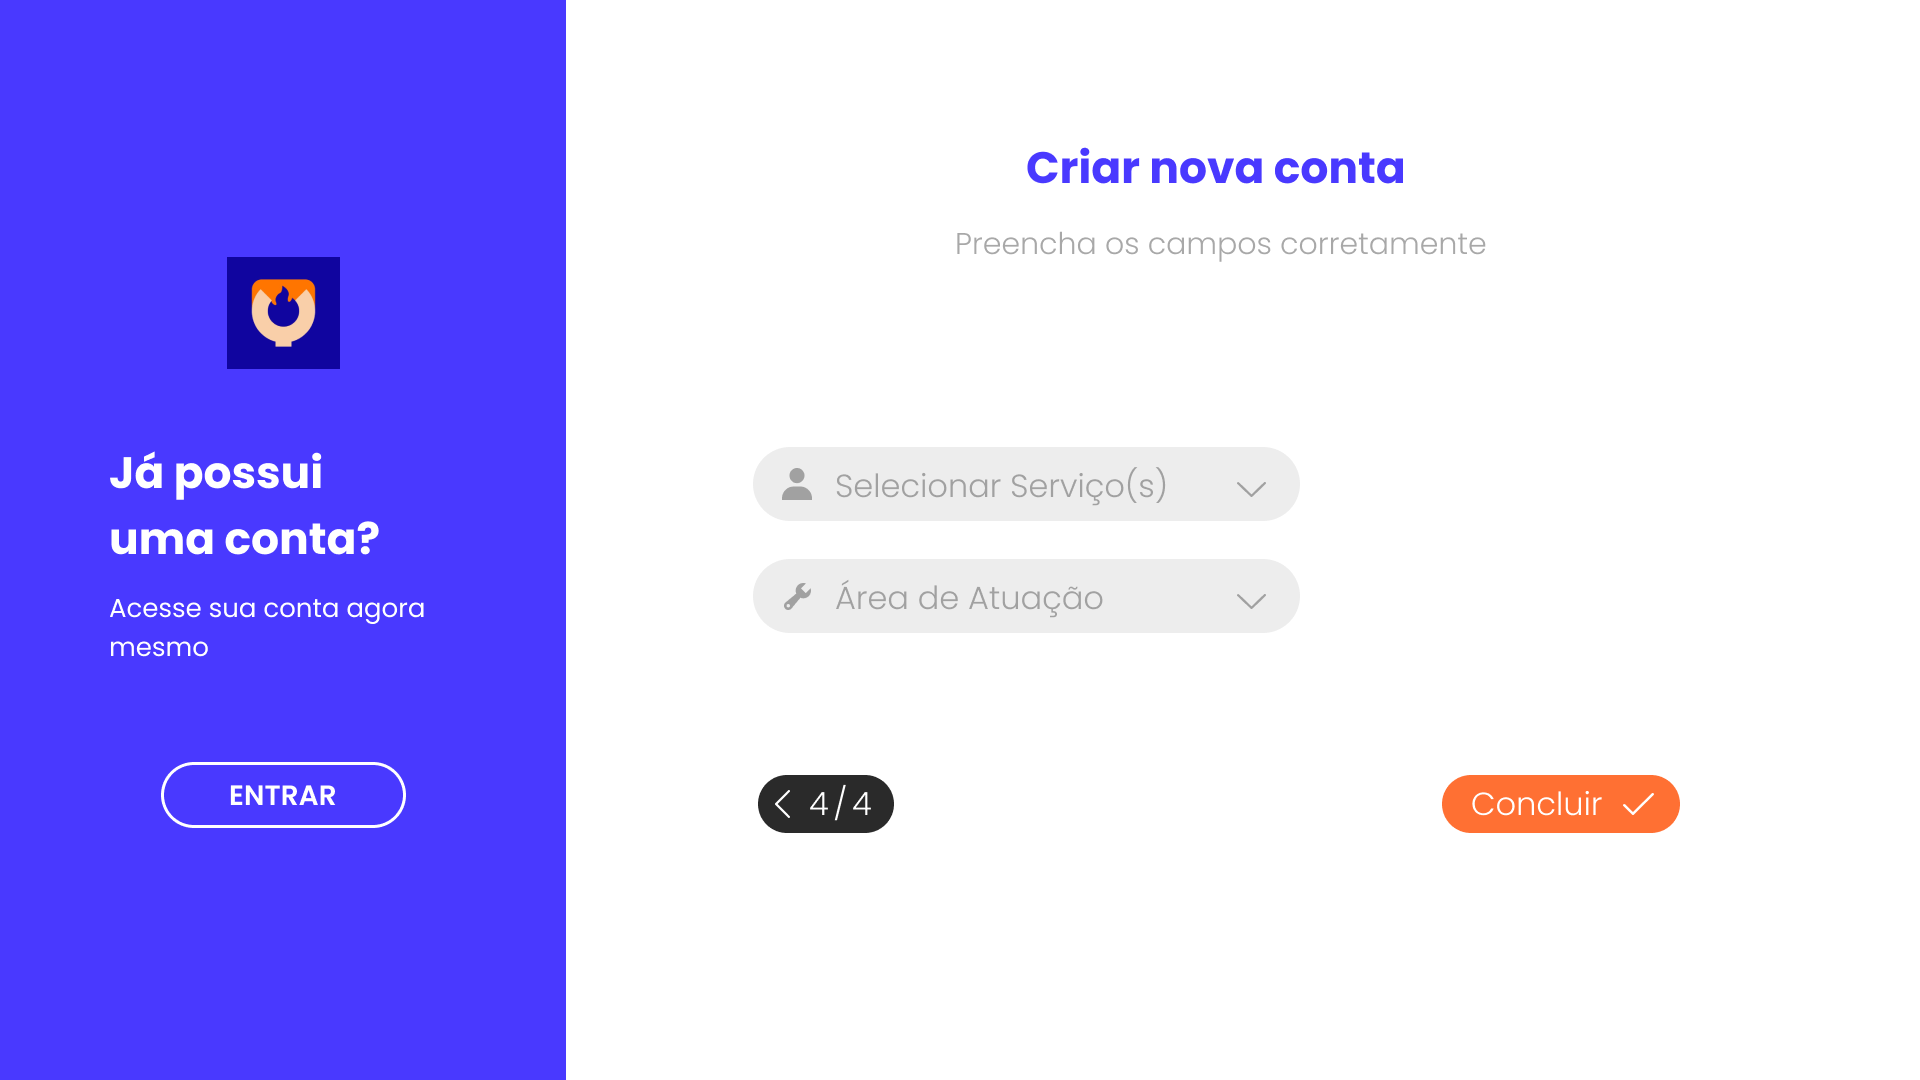 Já possui
uma conta?
Acesse sua conta agora
mesmo
ENTRAR
Criar nova conta
Preencha os campos corretamente
Selecionar Serviço(s)
Área de Atuação
4/4
Concluir